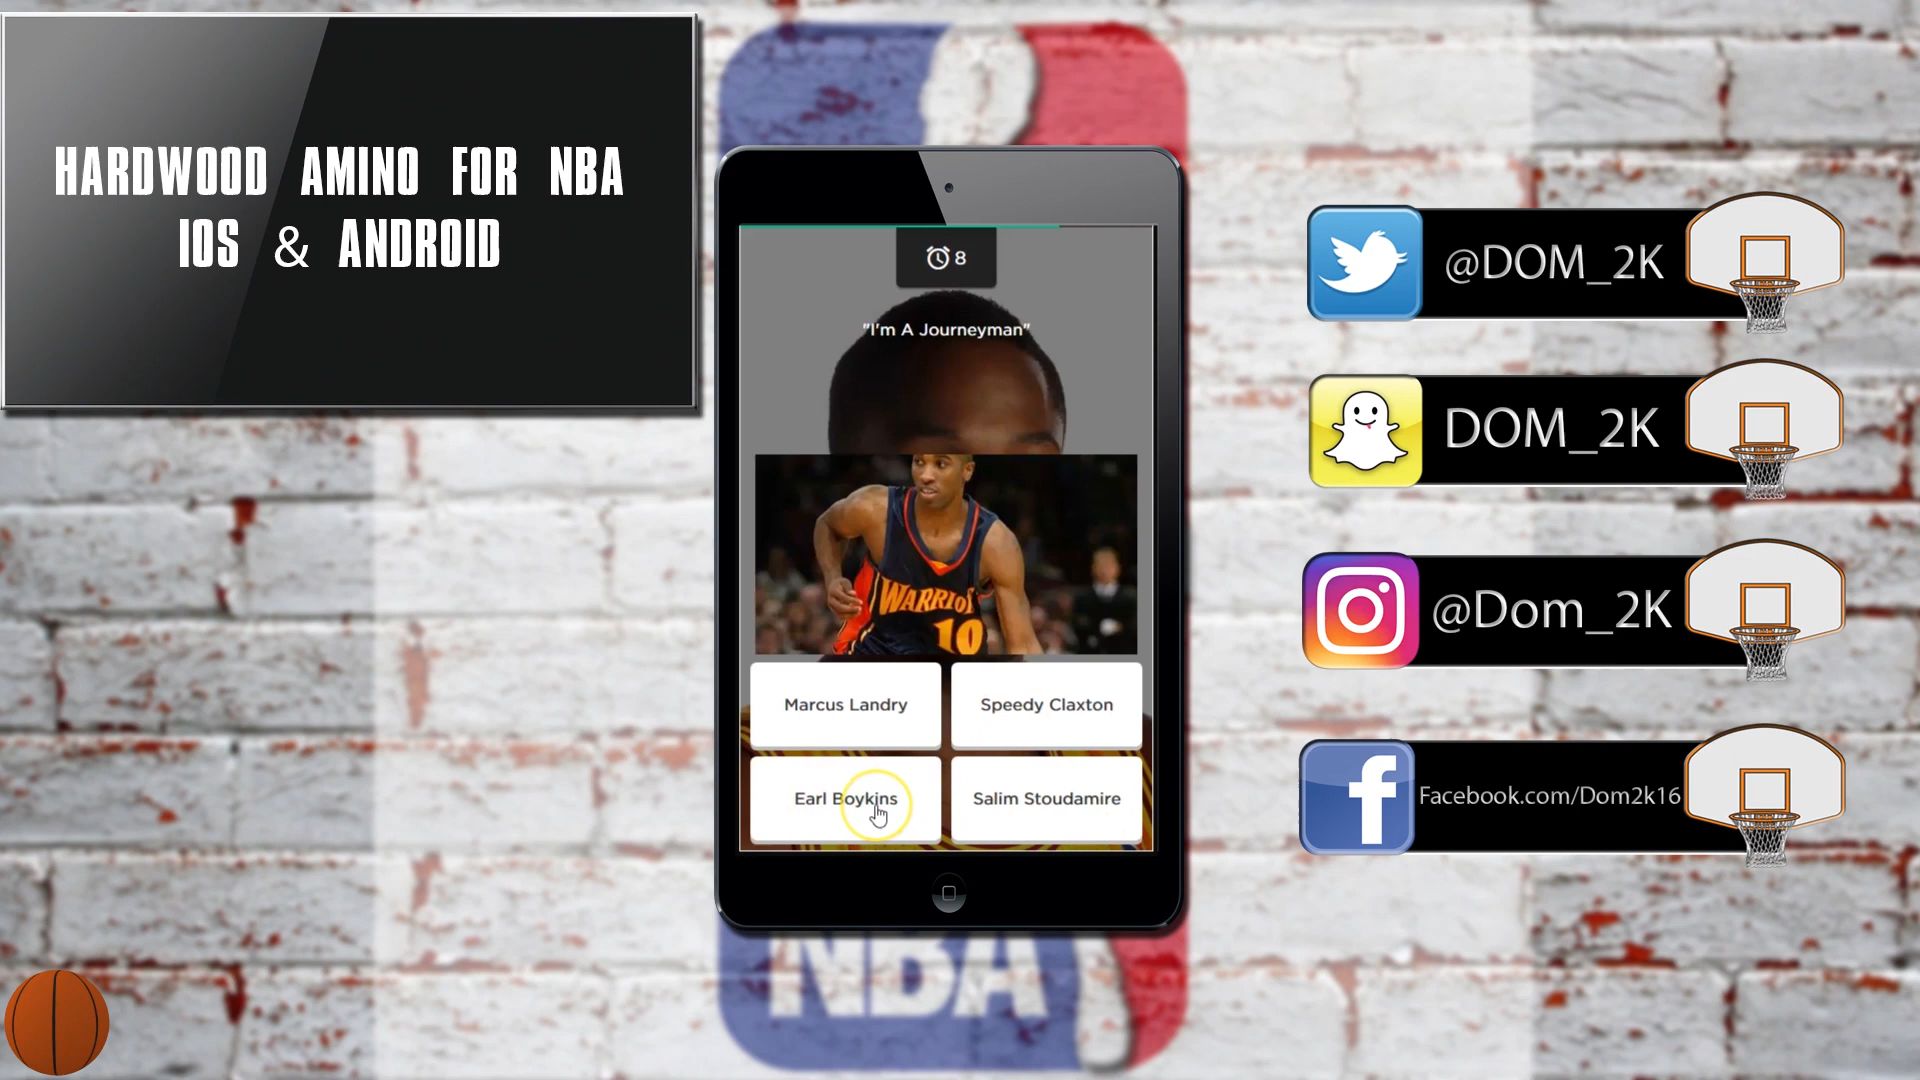 HARDWOOD AMINO FOR NBA
IOS & ANDROID
8
"I'm A Journeyman"
WARRIO
10
Marcus Landry
Speedy Claxton
Earl Boykins
Salim Stoudamire
@DOM_2K
DOM_2K
@Dom_2K
f
Facebook.com/Dom2k16
NBA